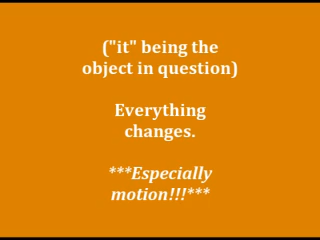 ("it" being the
object in question)
Everything
changes.
***Especially
motion!!!***